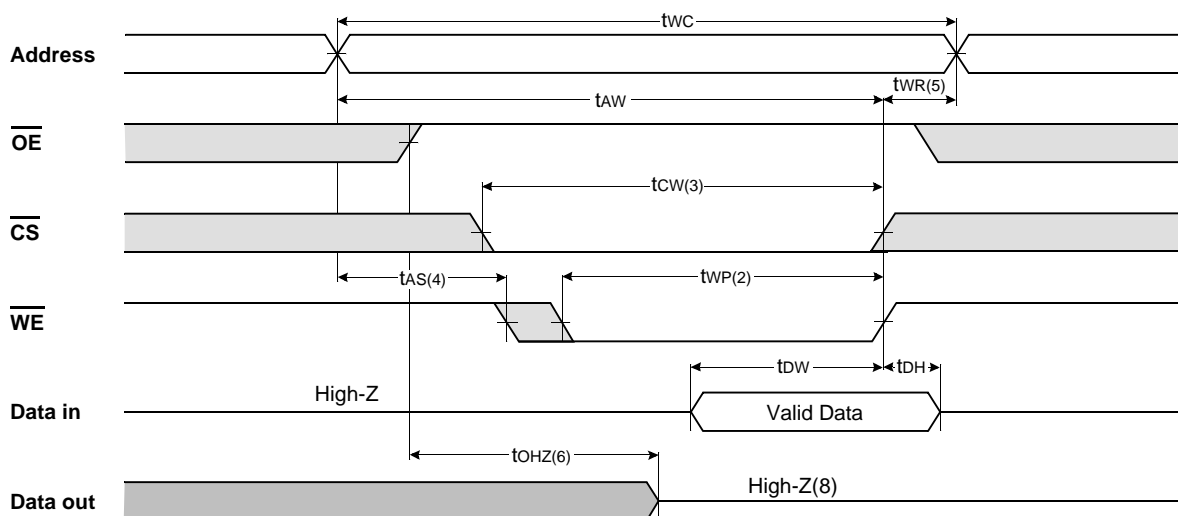 tWC
Address
tWR(5)
tAW
OE
tCW(3)
CS
tAS(4)
tWP(2)
WE
tDW
tDH
High-Z
Data in
Valid Data
tOHZ(6)
High-Z(8)
Data out